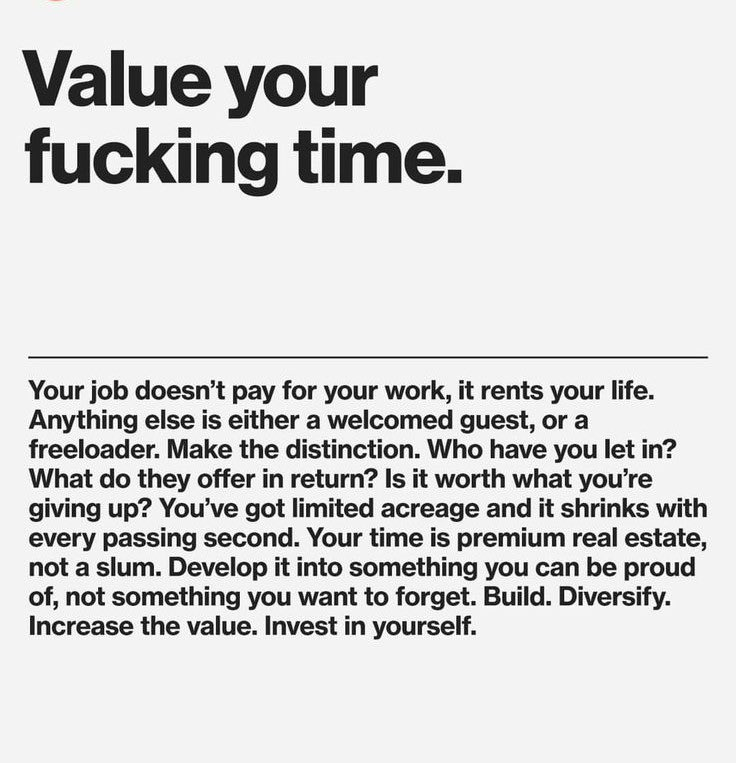 Value your
fucking time.
Your job doesn’t pay for your work, it rents your life.
Anything else is either a welcomed guest, or a
freeloader. Make the distinction. Who have you let in?
What do they offer in return? Is it worth what you’re
giving up? You’ve got limited acreage and it shrinks with
every passing second. Your time is premium real estate,
not a slum. Develop it into something you can be proud
of, not something you want to forget. Build. Diversify.
Increase the value. Invest in yourself.